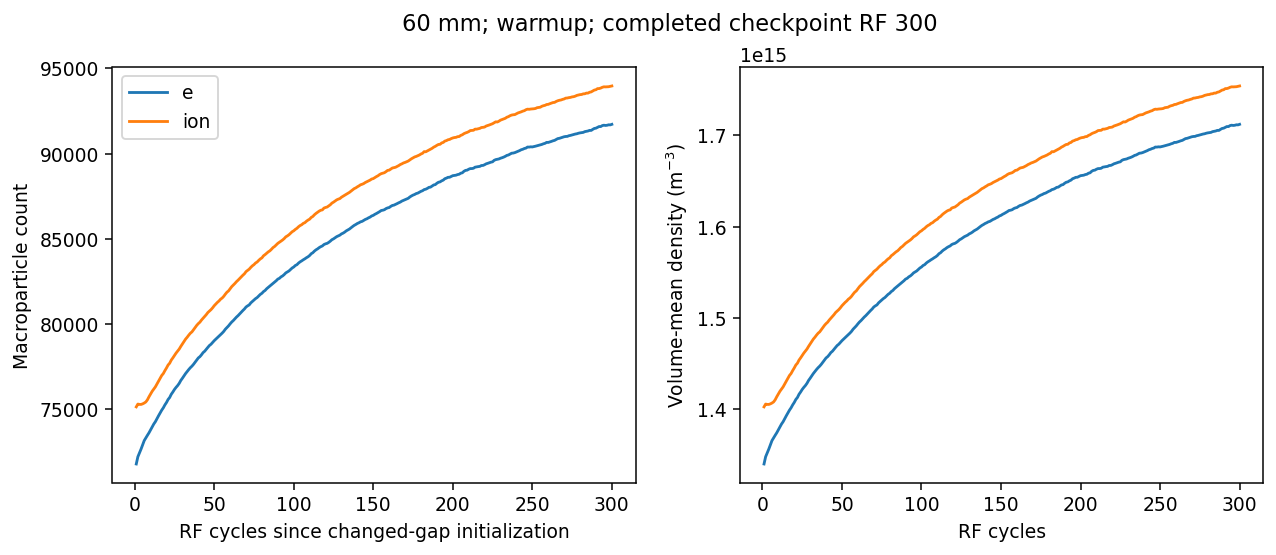 60 mm; warmup; completed checkpoint RF 300
1e15
95000
90000
85000
80000
75000
Macroparticle count
e
ion
0 50 100 150 200 250 300
RF cycles since changed-gap initialization
1.7
1.6
1.5
1.4
Volume-mean density (m⁻³)
0 50 100 150 200 250 300
RF cycles